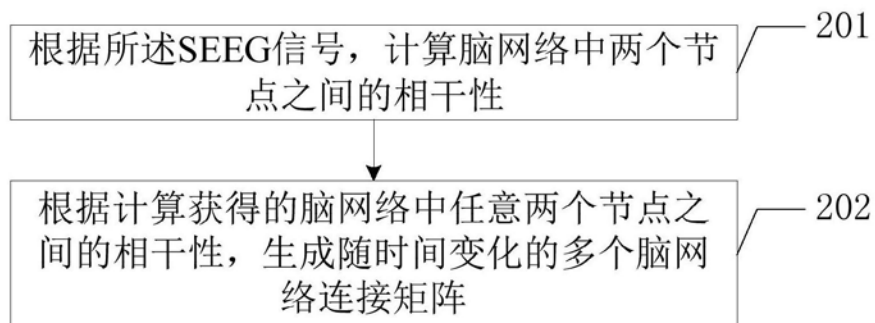 根据所述SEEG信号，计算脑网络中两个节
点之间的相干性
201
根据计算获得的脑网络中任意两个节点之
间的相干性，生成随时间变化的多个脑网
络连接矩阵
202